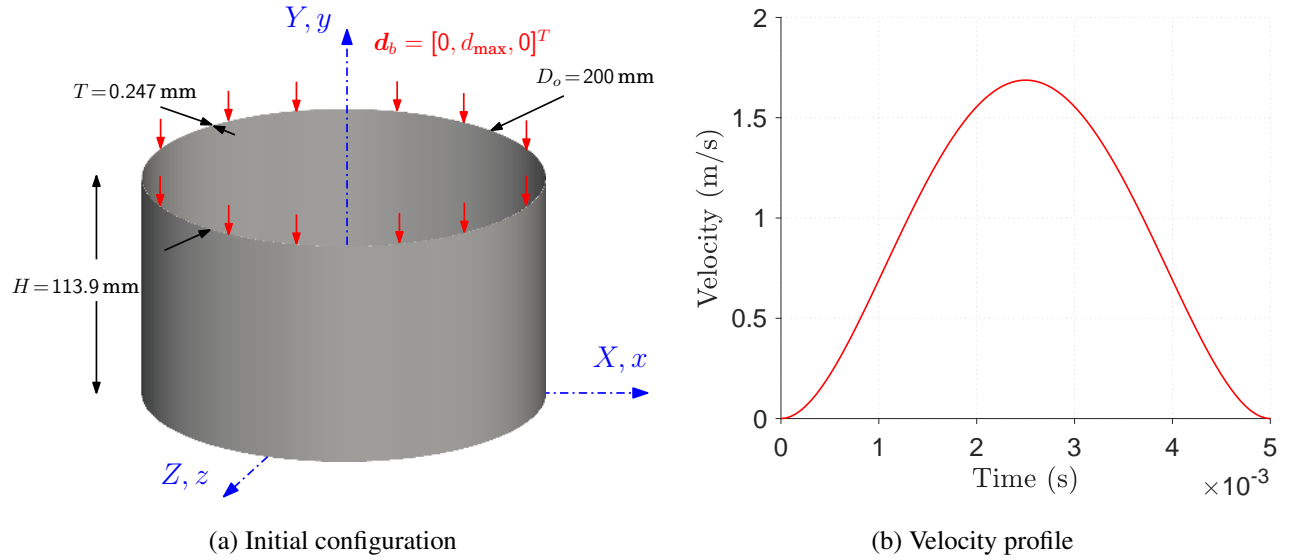 Y, y
d_b = [0, d_max, 0]^T
T = 0.247 mm
D_o = 200 mm
H = 113.9 mm
X, x
Z, z
(a) Initial configuration
2
1.5
1
0.5
0
Velocity (m/s)
0 1 2 3 4 5
Time (s)
×10^-3
(b) Velocity profile